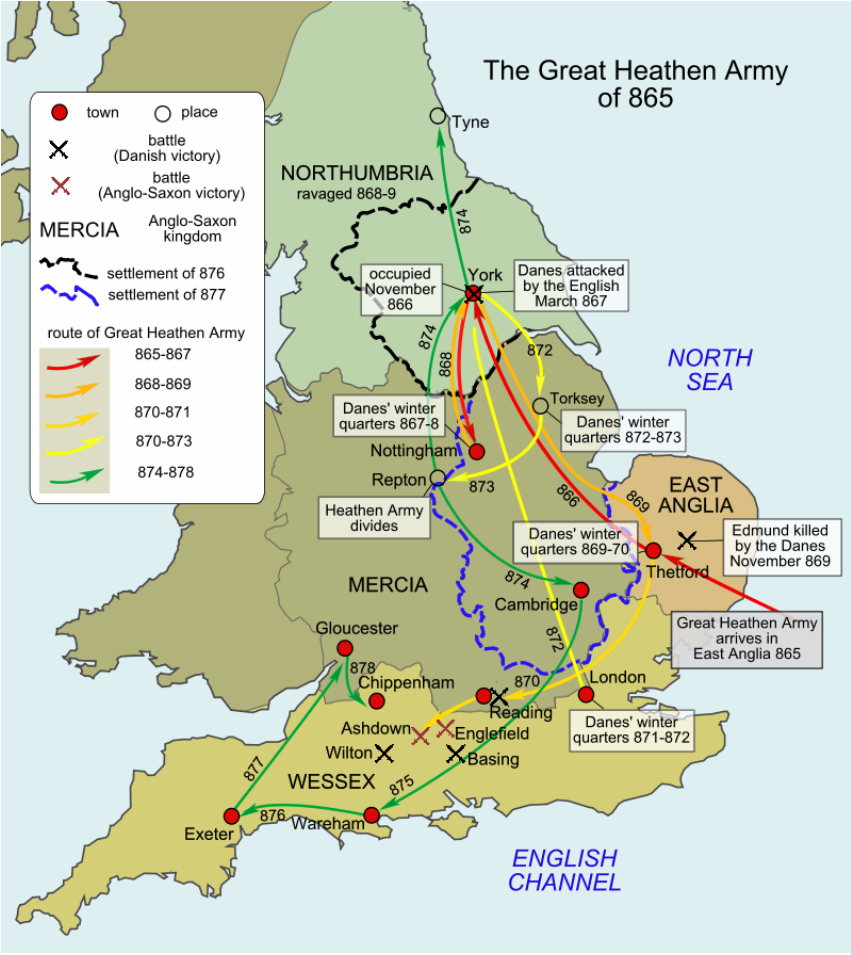 The Great Heathen Army
of 865
town
place
battle
(Danish victory)
battle
(Anglo-Saxon victory)
MERCIA
Anglo-Saxon
kingdom
settlement of 876
settlement of 877
route of Great Heathen Army
865-867
868-869
870-871
870-873
874-878
Tyne
NORTHUMBRIA
ravaged 868-9
874
York
occupied
November
866
Danes attacked
by the English
March 867
874
868
872
NORTH
SEA
Torksey
Danes' winter
quarters 867-8
Danes' winter
quarters 872-873
Nottingham
Repton
873
866
869
EAST
ANGLIA
Heathen Army
divides
Danes' winter
quarters 869-70
Edmund killed
by the Danes
November 869
Thetford
MERCIA
874
Cambridge
Great Heathen Army
arrives in
East Anglia 865
Gloucester
872
878
Chippenham
870
London
Reading
Ashdown
Englefield
Danes' winter
quarters 871-872
Wilton
Basing
877
WESSEX
875
876
Wareham
Exeter
ENGLISH
CHANNEL